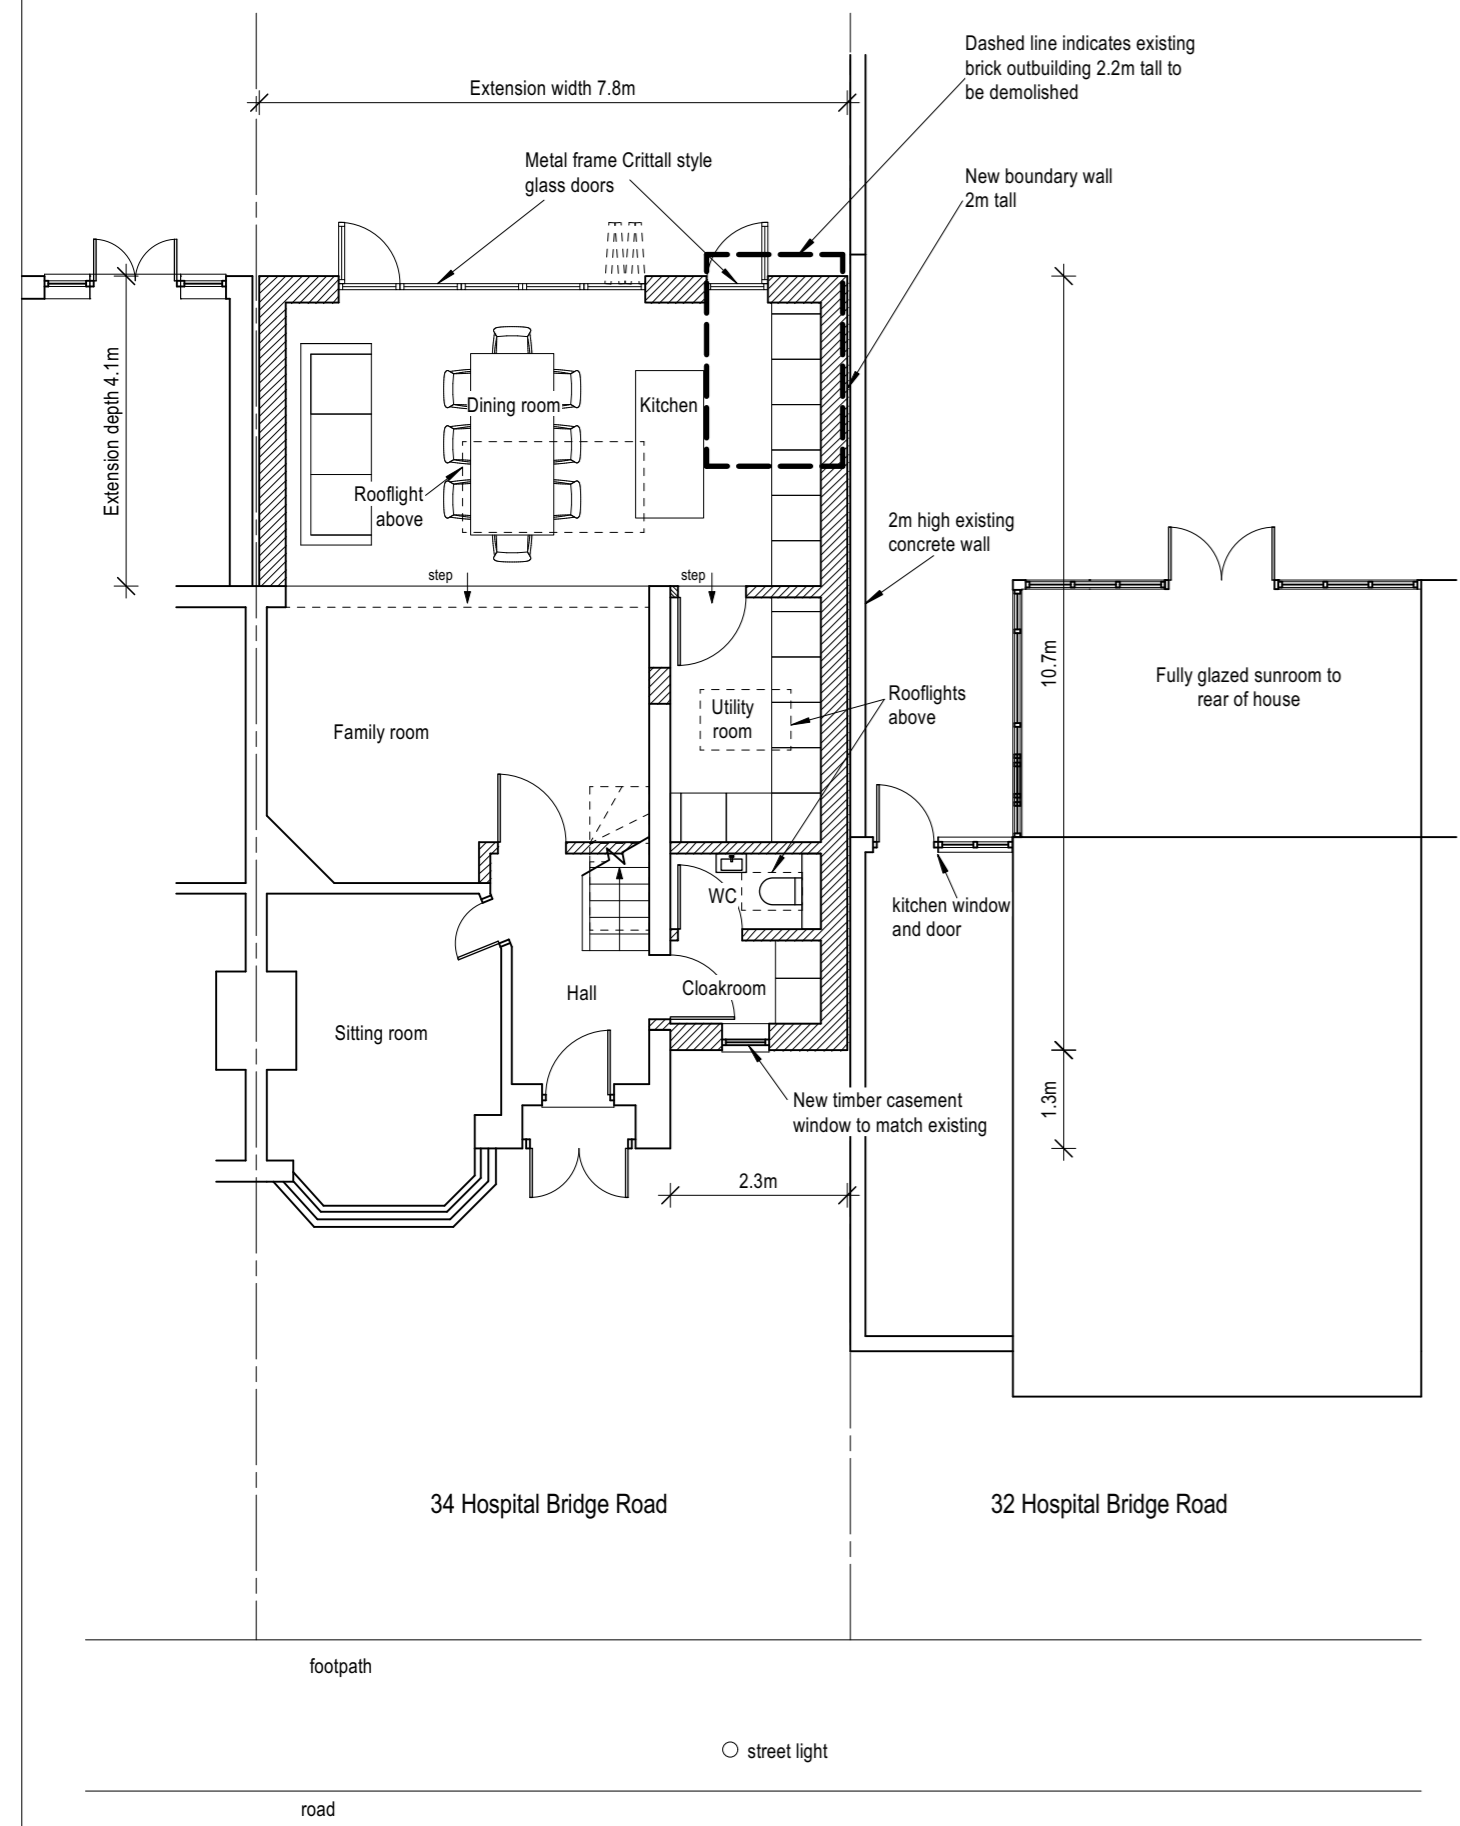 Dashed line indicates existing
brick outbuilding 2.2m tall to
be demolished
Extension width 7.8m
Metal frame Crittall style
glass doors
New boundary wall
2m tall
Extension depth 4.1m
Dining room
Kitchen
Rooflight
above
2m high existing
concrete wall
step
step
10.7m
Fully glazed sunroom to
rear of house
Rooflights
above
Utility
room
Family room
WC
kitchen window
and door
Cloakroom
Hall
Sitting room
New timber casement
window to match existing
1.3m
2.3m
34 Hospital Bridge Road
32 Hospital Bridge Road
footpath
street light
road